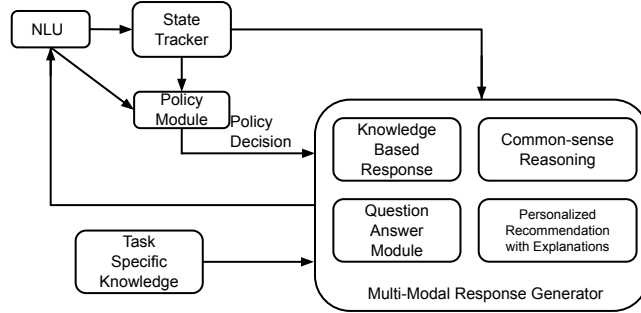 NLU
State
Tracker
Policy
Module
Policy
Decision
Knowledge
Based
Response
Common-sense
Reasoning
Question
Answer
Module
Personalized
Recommendation
with Explanations
Task
Specific
Knowledge
Multi-Modal Response Generator